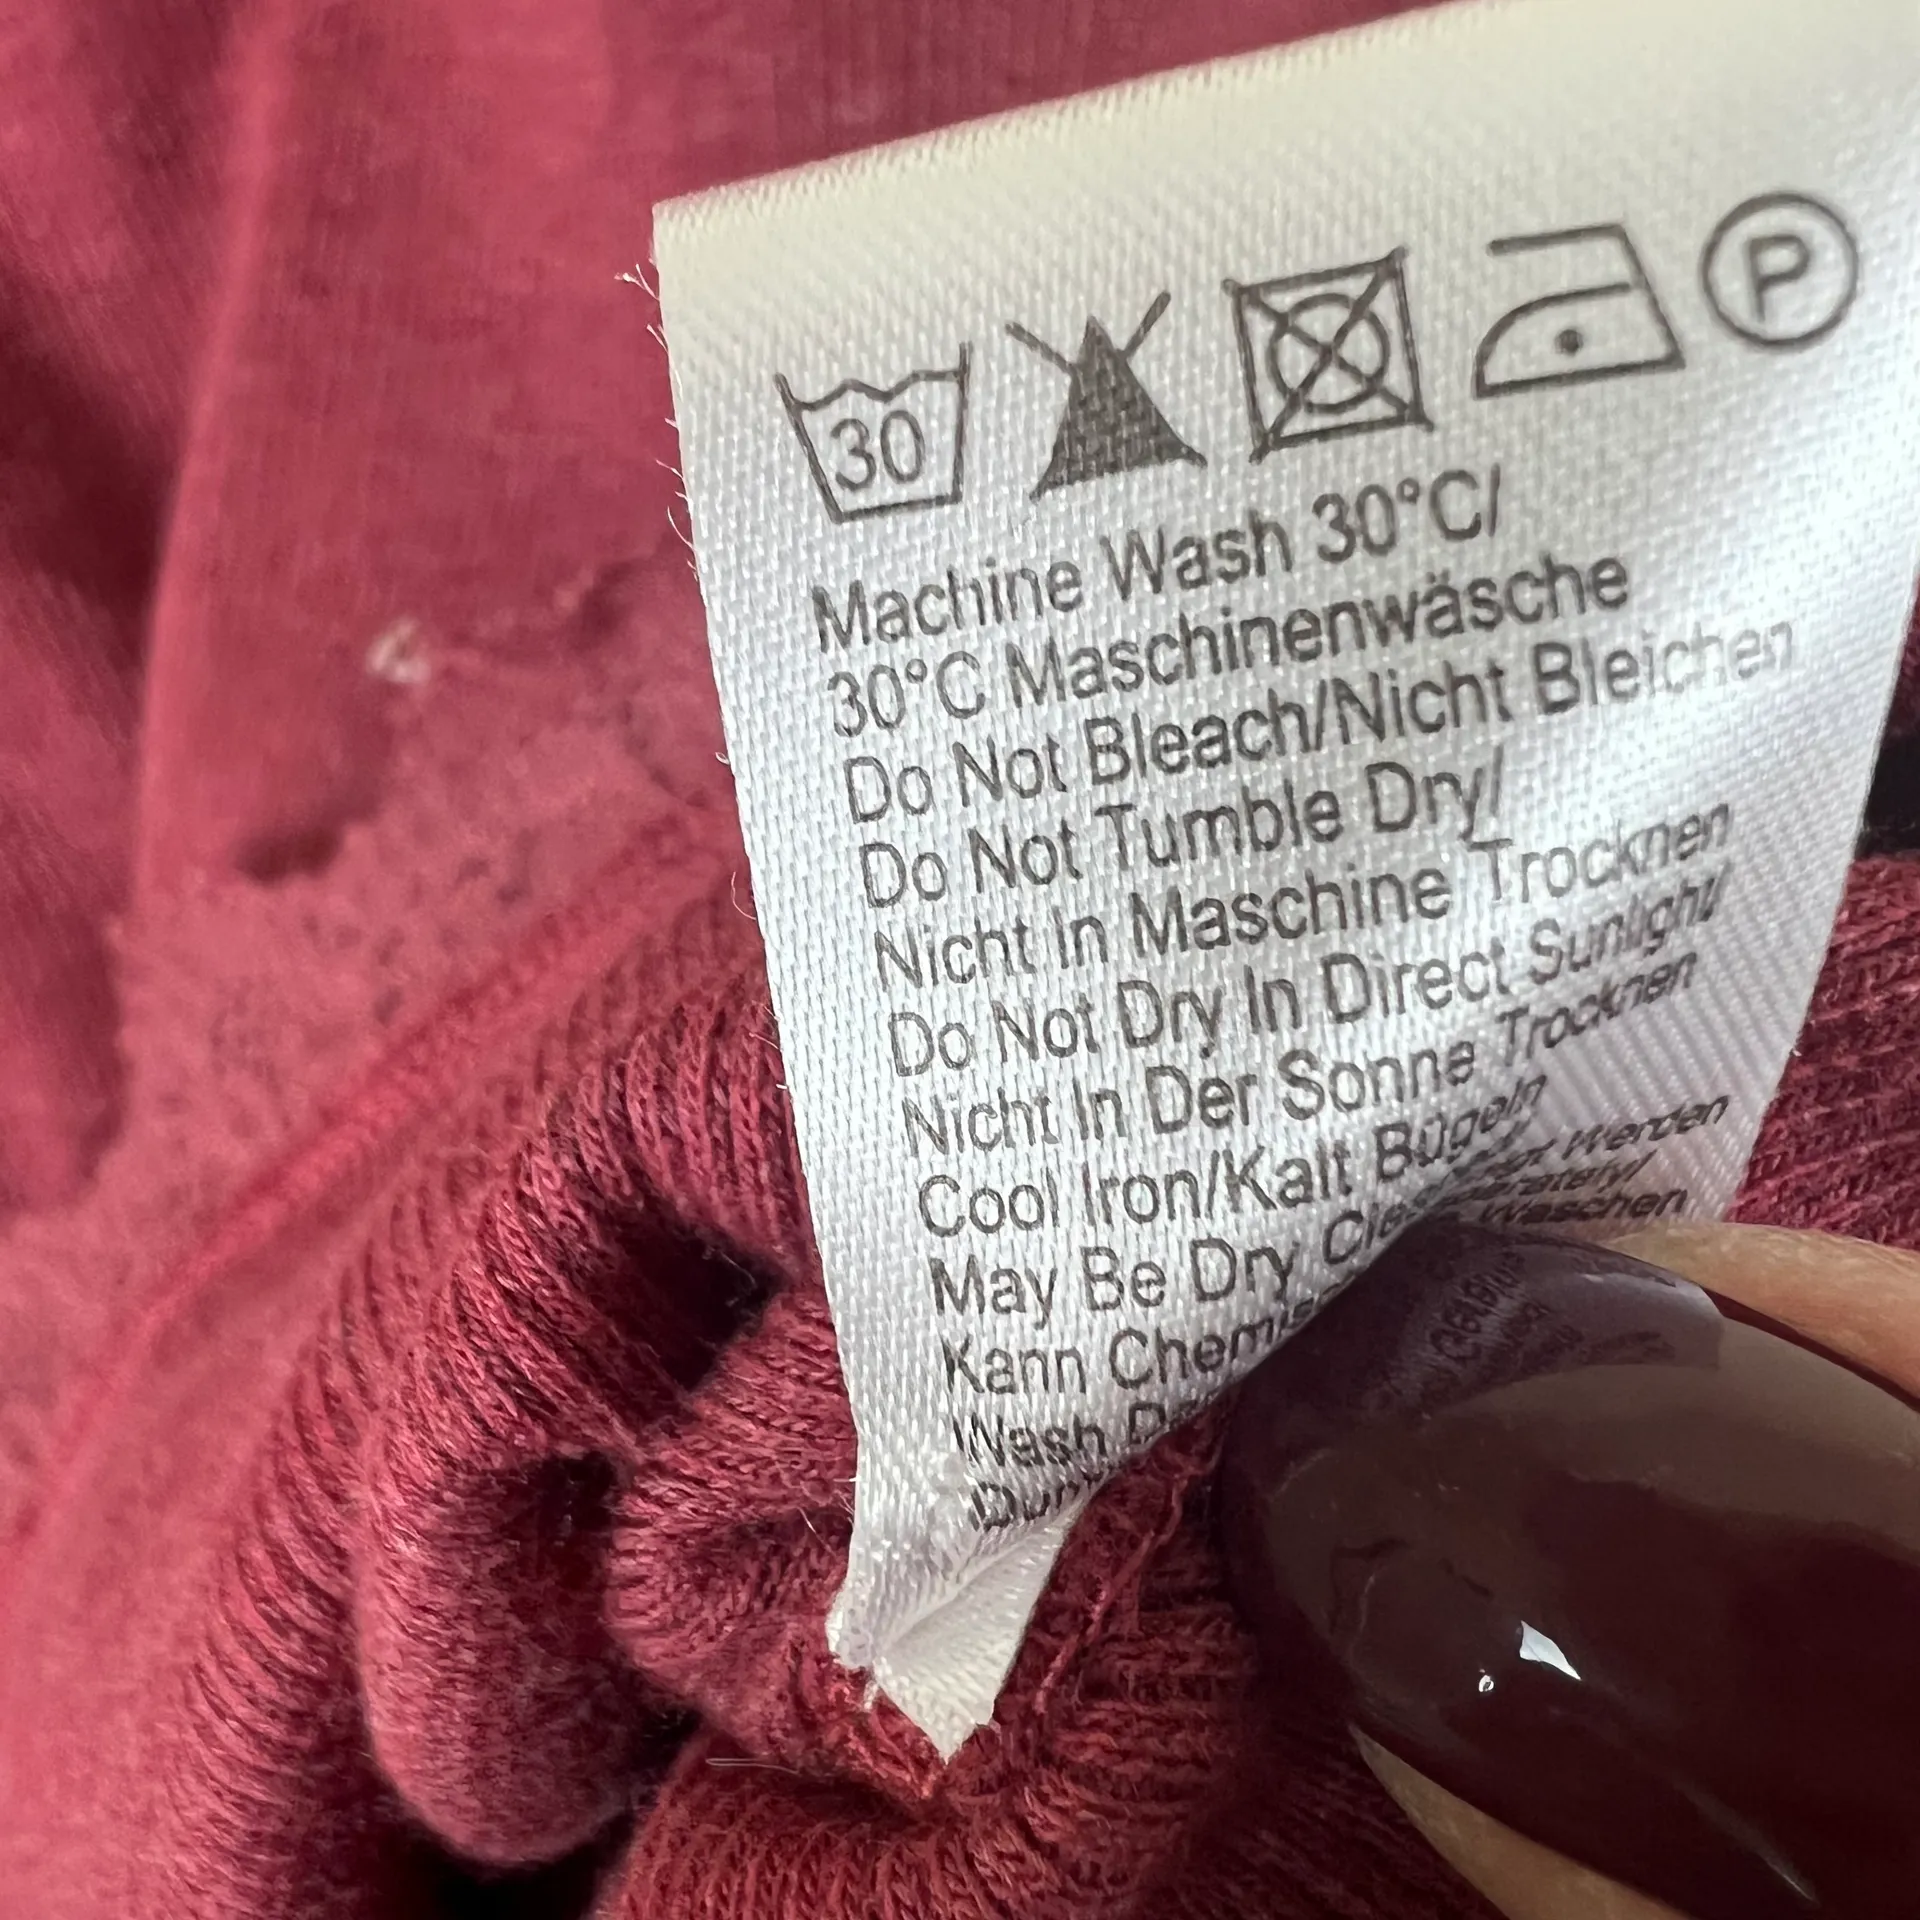 30
P
Machine Wash 30°C/
30°C Maschinenwäsche
Do Not Bleach/Nicht Bleichen
Do Not Tumble Dry/
Nicht In Maschine Trocknen
Do Not Dry In Direct Sunlight/
Nicht In Der Sonne Trocknen
Cool Iron/Kalt Bügeln
May Be Dry
Kann Werden
Wash